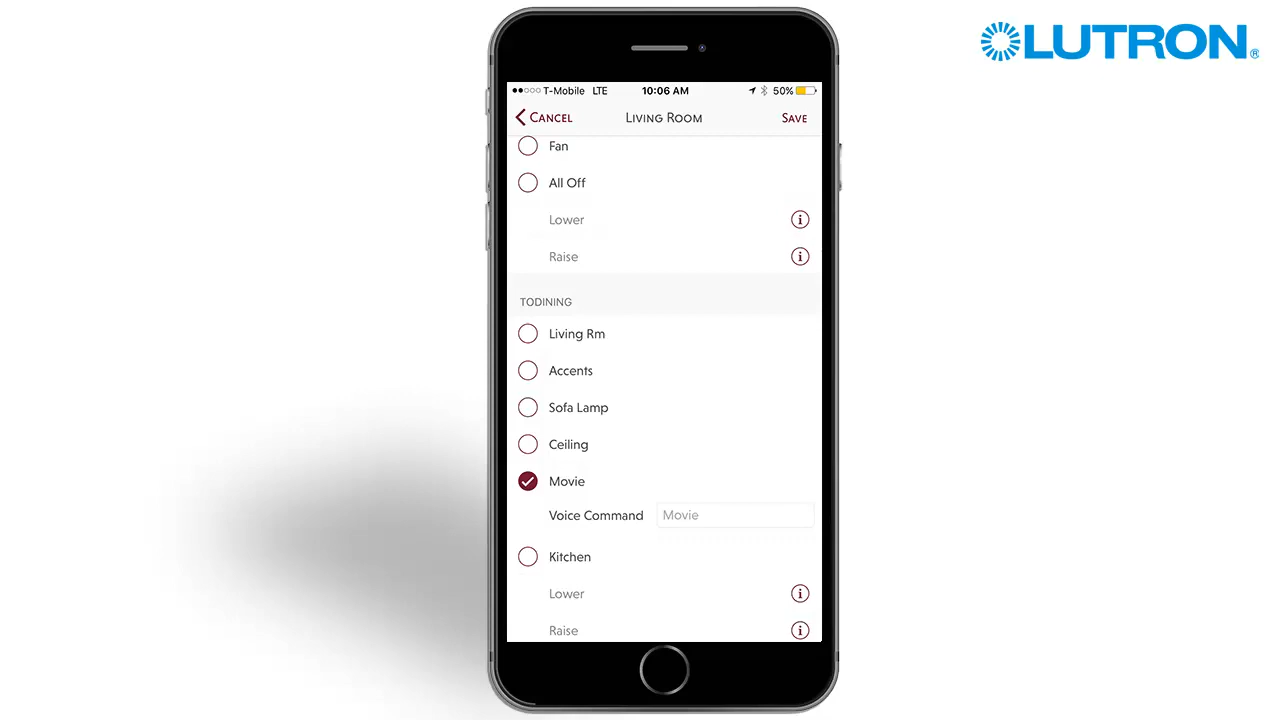 LUTRON®
T-Mobile LTE 10:06 AM 50%
CANCEL LIVING ROOM SAVE
Fan
All Off
Lower
Raise
TODINING
Living Rm
Accents
Sofa Lamp
Ceiling
Movie
Voice Command Movie
Kitchen
Lower
Raise